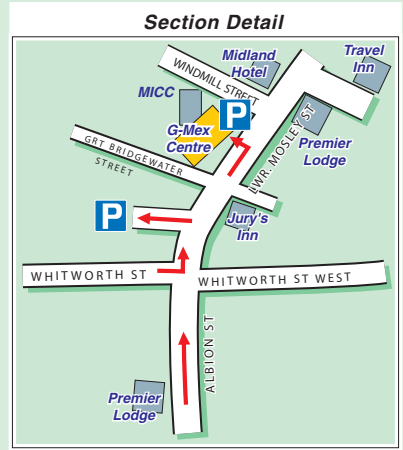 Section Detail
Midland
Hotel
Travel
Inn
WINDMILL STREET
MICC
P
G-Mex
Centre
LWR. MOSLEY ST
Premier
Lodge
GRT BRIDGEWATER
STREET
P
Jury's
Inn
WHITWORTH ST
WHITWORTH ST WEST
ALBION ST
Premier
Lodge